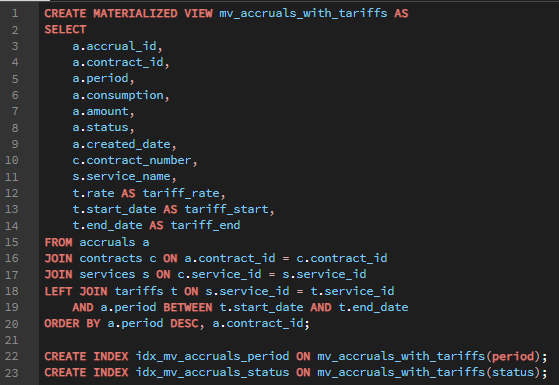 1 CREATE MATERIALIZED VIEW mv_accruals_with_tariffs AS
2 SELECT
3     a.accrual_id,
4     a.contract_id,
5     a.period,
6     a.consumption,
7     a.amount,
8     a.status,
9     a.created_date,
10     c.contract_number,
11     s.service_name,
12     t.rate AS tariff_rate,
13     t.start_date AS tariff_start,
14     t.end_date AS tariff_end
15 FROM accruals a
16 JOIN contracts c ON a.contract_id = c.contract_id
17 JOIN services s ON c.service_id = s.service_id
18 LEFT JOIN tariffs t ON s.service_id = t.service_id
19     AND a.period BETWEEN t.start_date AND t.end_date
20 ORDER BY a.period DESC, a.contract_id;
21
22 CREATE INDEX idx_mv_accruals_period ON mv_accruals_with_tariffs(period);
23 CREATE INDEX idx_mv_accruals_status ON mv_accruals_with_tariffs(status);